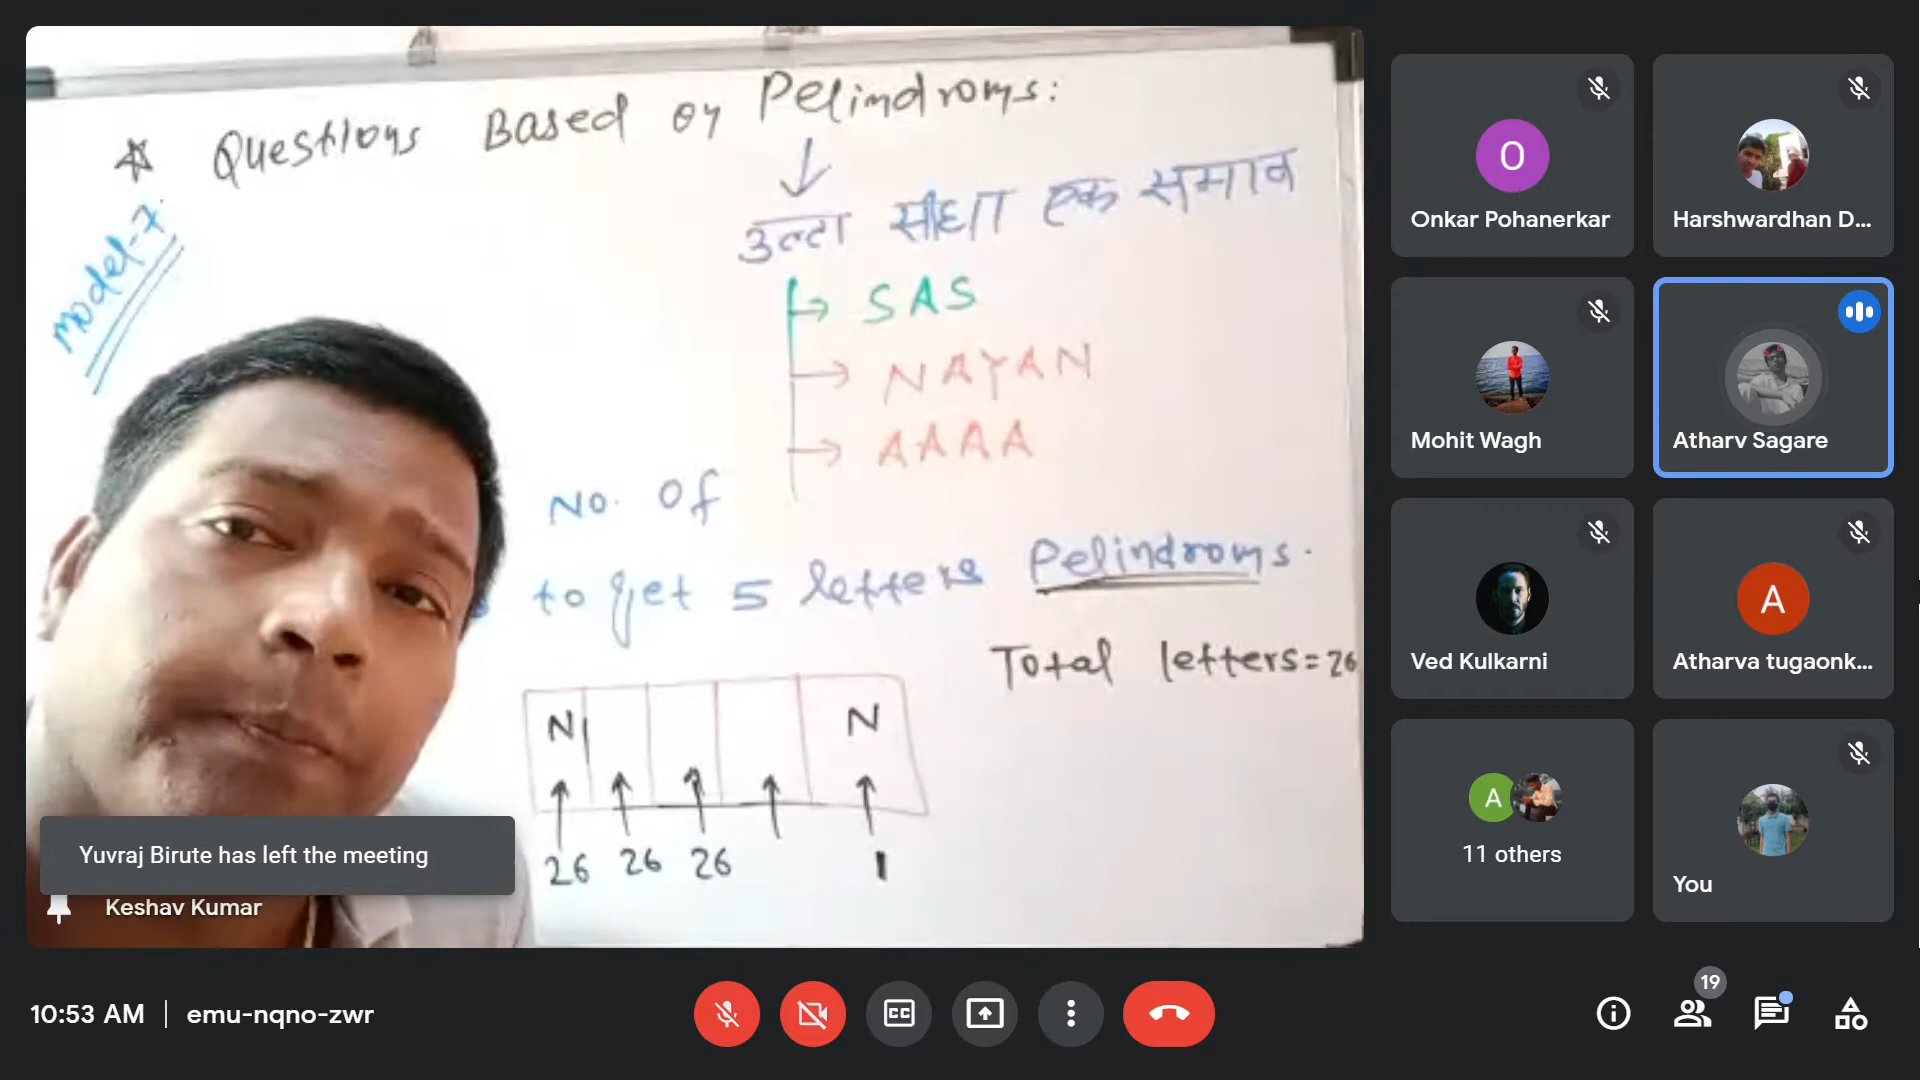 ☆ Questions Based on Pelindroms:
Model-7.
उल्टा सीधा एक समान
→ SAS
→ NAYAN
→ AAAA
No. Of
to get 5 letters Pelindroms.
Total letters = 26
N N
26 26 26 1
Yuvraj Birute has left the meeting
Keshav Kumar
O
Onkar Pohanerkar
Harshwardhan D...
Mohit Wagh
Atharv Sagare
Ved Kulkarni
A
Atharva tugaonk...
A
11 others
You
10:53 AM | emu-nqno-zwr
CC
19